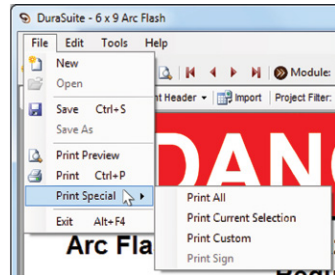 DuraSuite - 6 x 9 Arc Flash
File Edit Tools Help
New
Open
Module:
nt Header Import Project Filter:
Save Ctrl+S
Save As
Print Preview
Print Ctrl+P
Print Special
Exit Alt+F4
Print All
Print Current Selection
Print Custom
Print Sign
DANG
Arc Fla